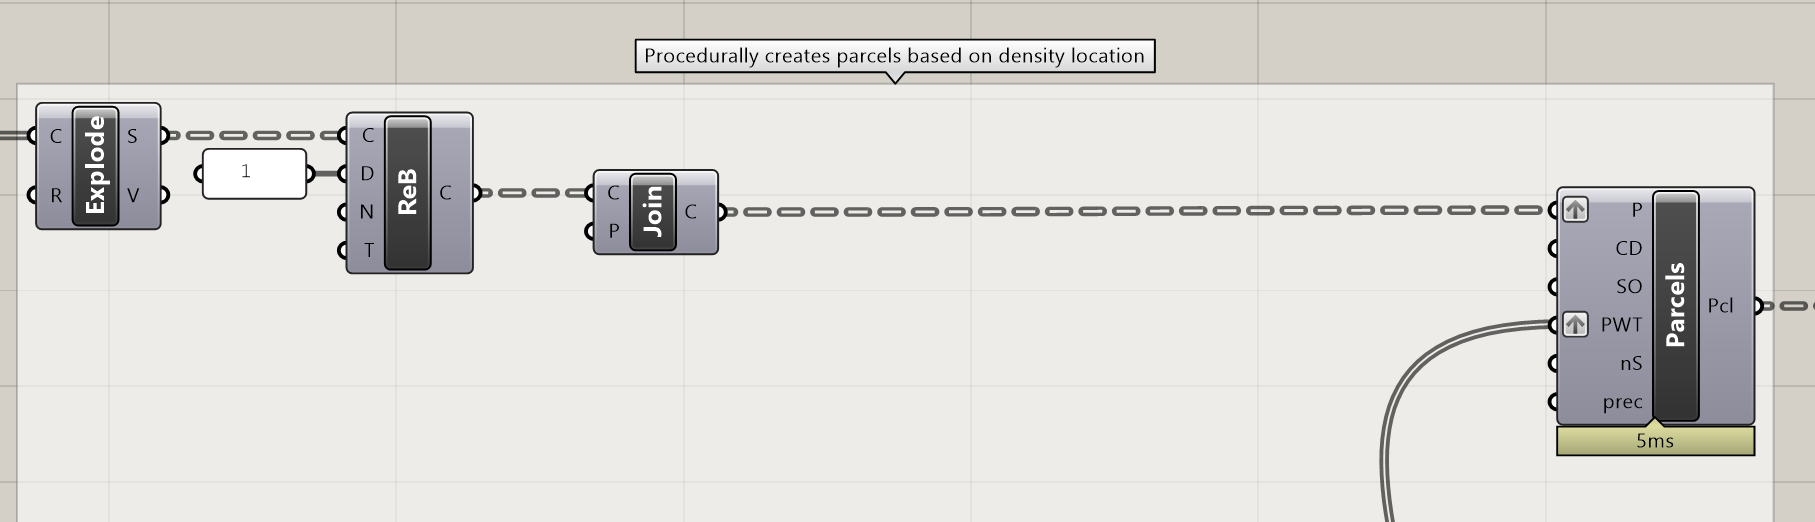 Procedurally creates parcels based on density location
C
R
Explode
S
V
1
C
D
N
T
ReB
C
C
P
Join
C
P
CD
SO
PWT
nS
prec
Parcels
Pcl
5ms